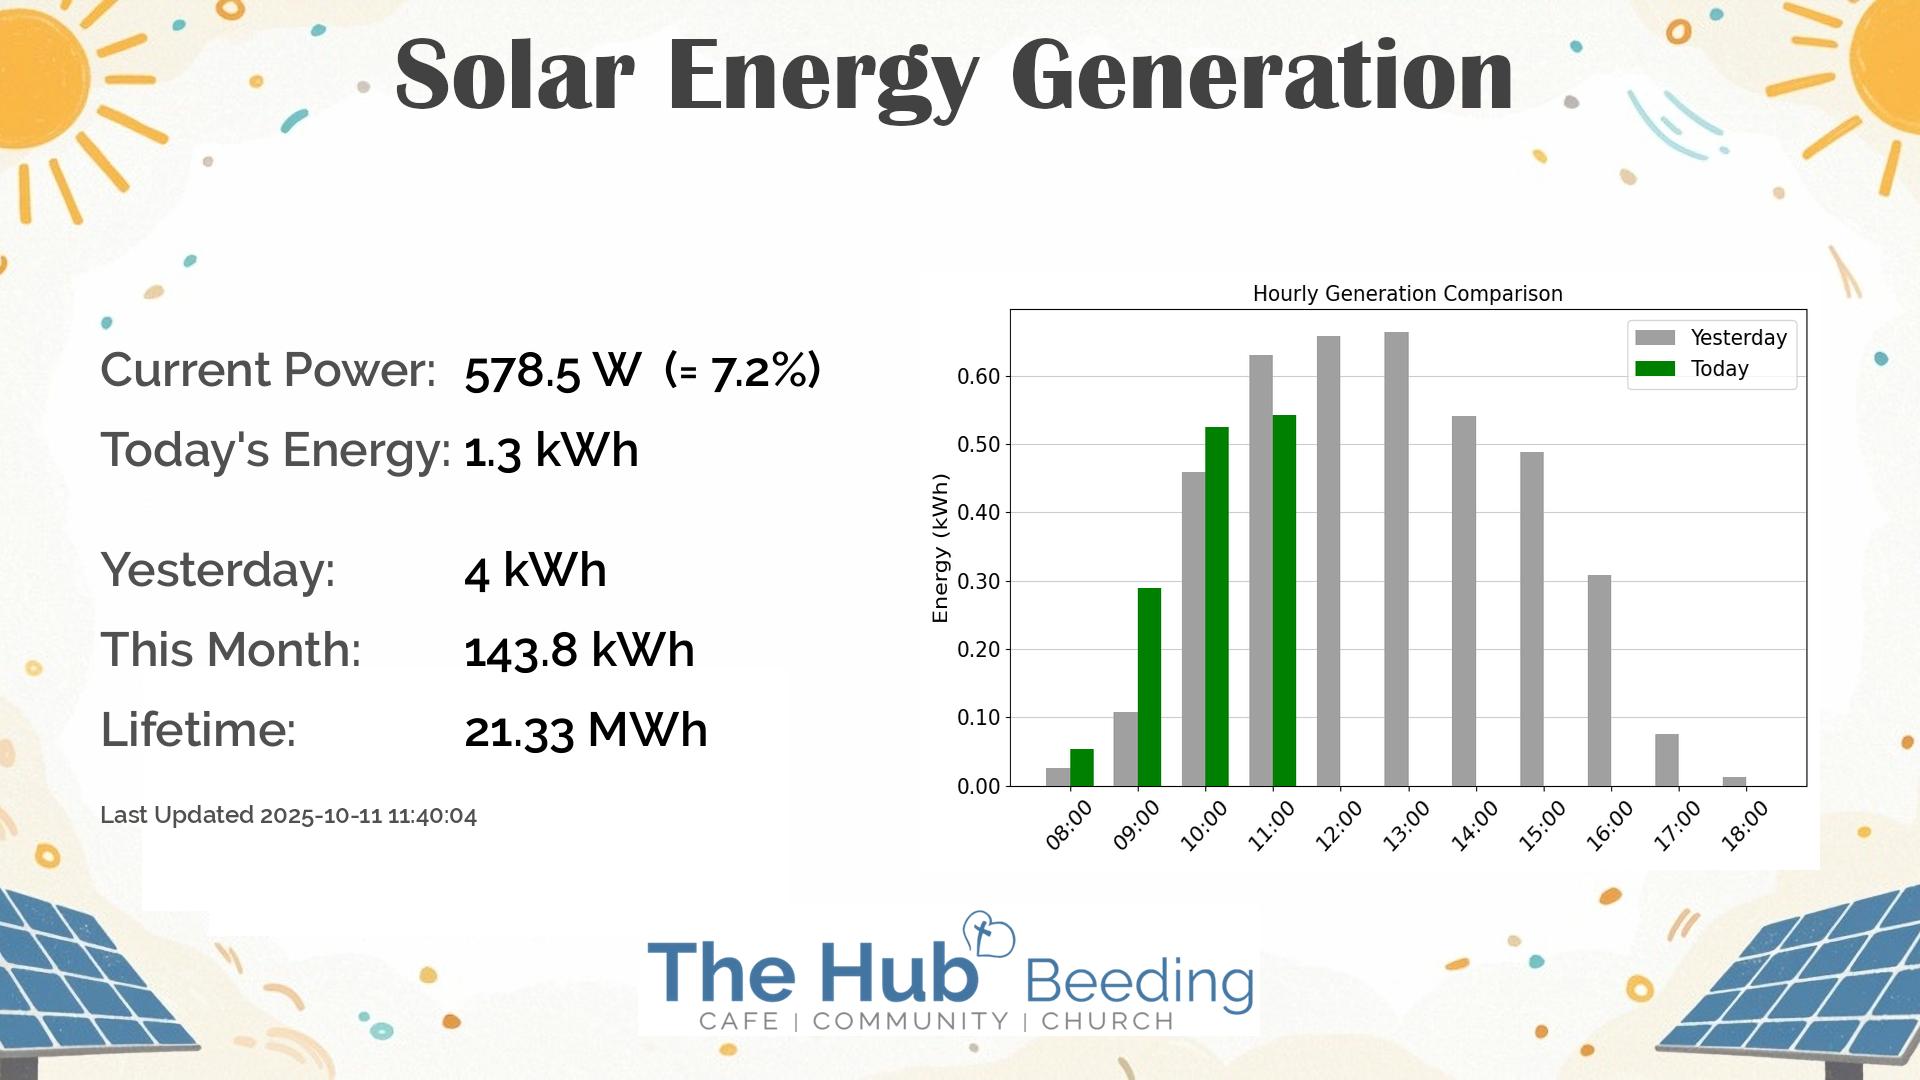 Solar Energy Generation
Current Power: 578.5 W (= 7.2%)
Today's Energy: 1.3 kWh
Yesterday: 4 kWh
This Month: 143.8 kWh
Lifetime: 21.33 MWh
Last Updated 2025-10-11 11:40:04
Hourly Generation Comparison
Yesterday
Today
Energy (kWh)
0.60
0.50
0.40
0.30
0.20
0.10
0.00
08:00 09:00 10:00 11:00 12:00 13:00 14:00 15:00 16:00 17:00 18:00
The Hub Beeding
CAFE | COMMUNITY | CHURCH